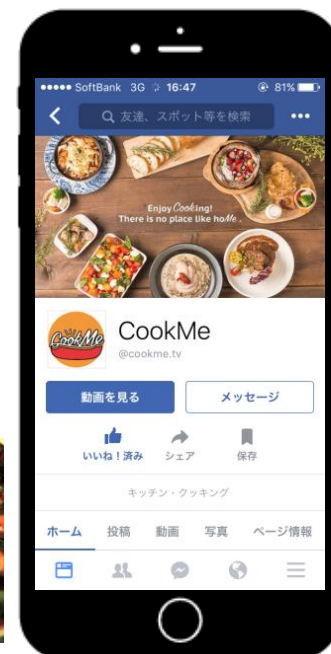 SoftBank 3G 16:47 81%
友達、スポット等を検索
Enjoy Cooking!
There is no place like hoMe.
CookMe
CookMe
@cookme.tv
動画を見る メッセージ
いいね！済み シェア 保存
キッチン・クッキング
ホーム 投稿 動画 写真 ページ情報